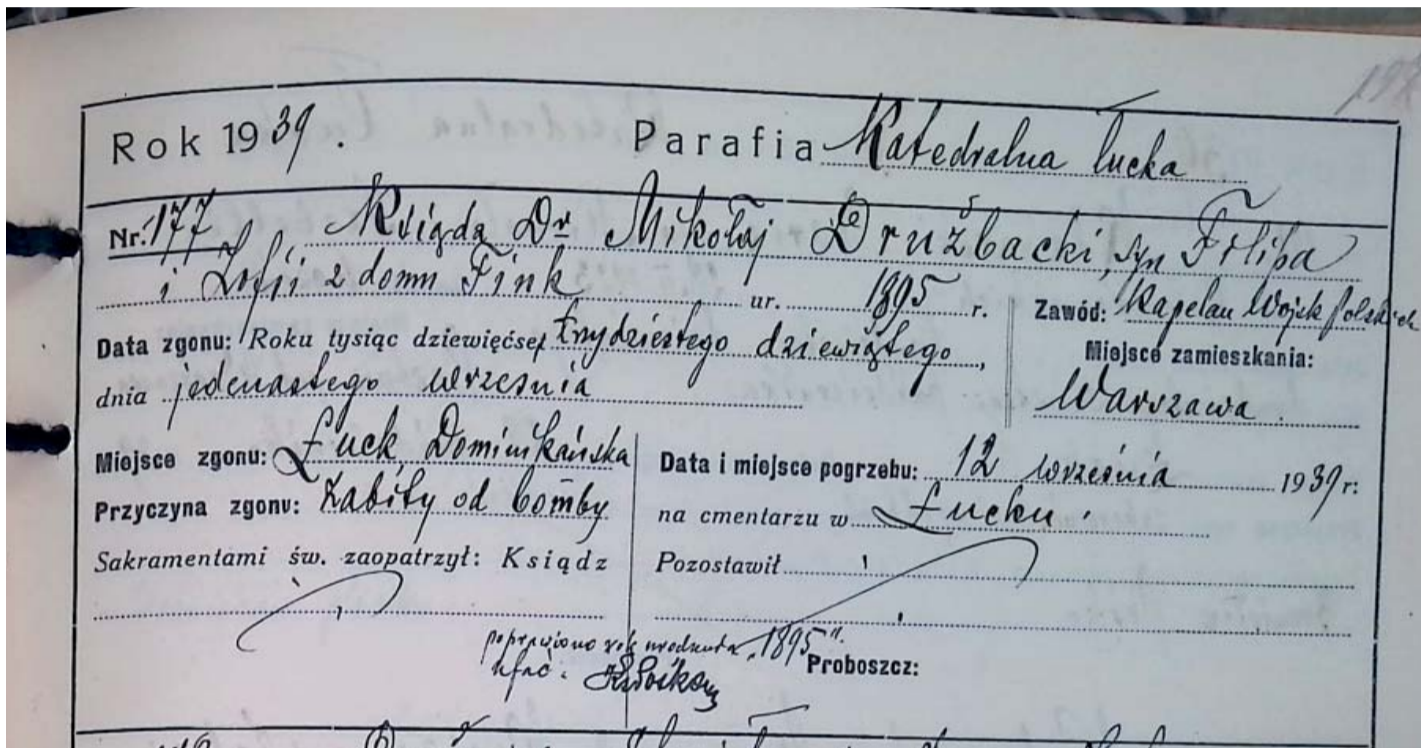 198
Rok 1939. Parafia Katedralna Łucka
Nr. 177 Ksiądz Dr Mikołaj Drużbacki, syn Filipa
i Zofji z domu Fink ur. 1895 r. Zawód: Kapelan Wojsk Polskich
Data zgonu: Roku tysiąc dziewięćset trzydziestego dziewiątego, Miejsce zamieszkania:
dnia jedenastego września Warszawa.
Miejsce zgonu: Łuck, Dominikańska Data i miejsce pogrzebu: 12 września 1939 r:
Przyczyna zgonu: Zabity od bomby na cmentarzu w Łucku.
Sakramentami św. zaopatrzył: Ksiądz Pozostawił
poprawiono rok urodzenia „1895"
Proboszcz: